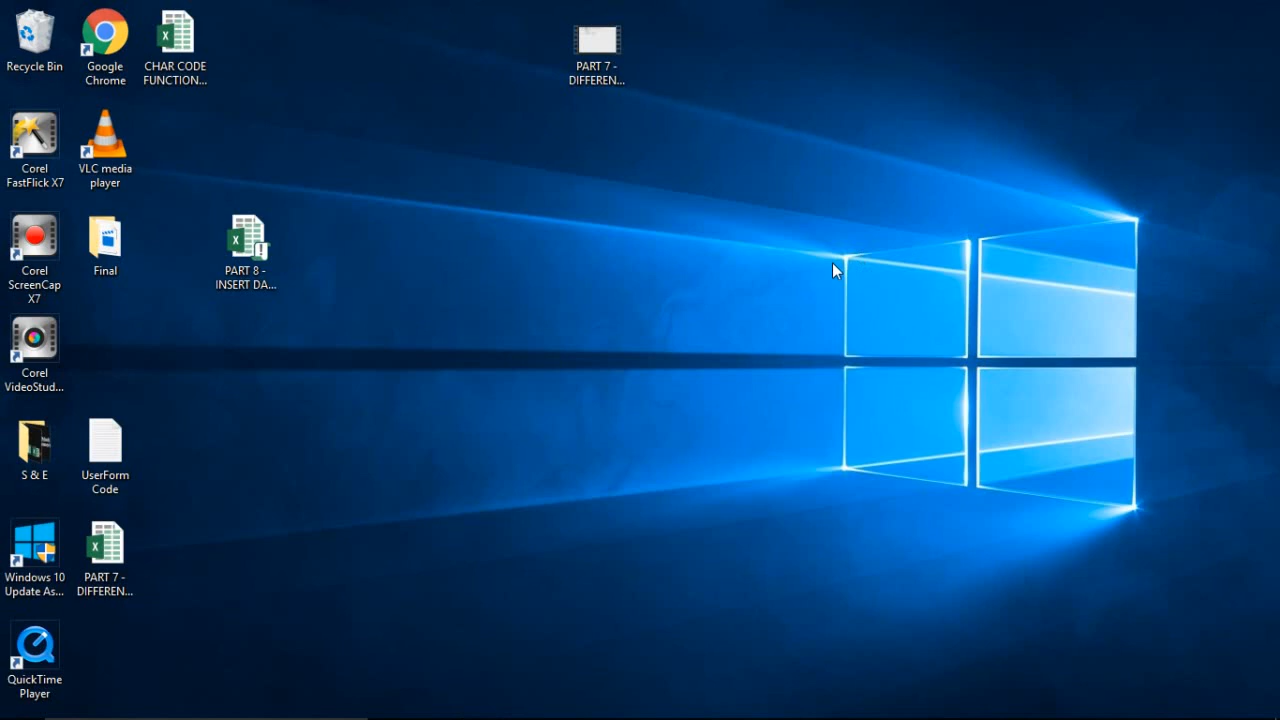 Recycle Bin
Google
Chrome
CHAR CODE
FUNCTION...
PART 7 -
DIFFEREN...
Corel
FastFlick X7
VLC media
player
Corel
ScreenCap
X7
Final
PART 8 -
INSERT DA...
Corel
VideoStud...
S & E
UserForm
Code
Windows 10
Update As...
PART 7 -
DIFFEREN...
QuickTime
Player